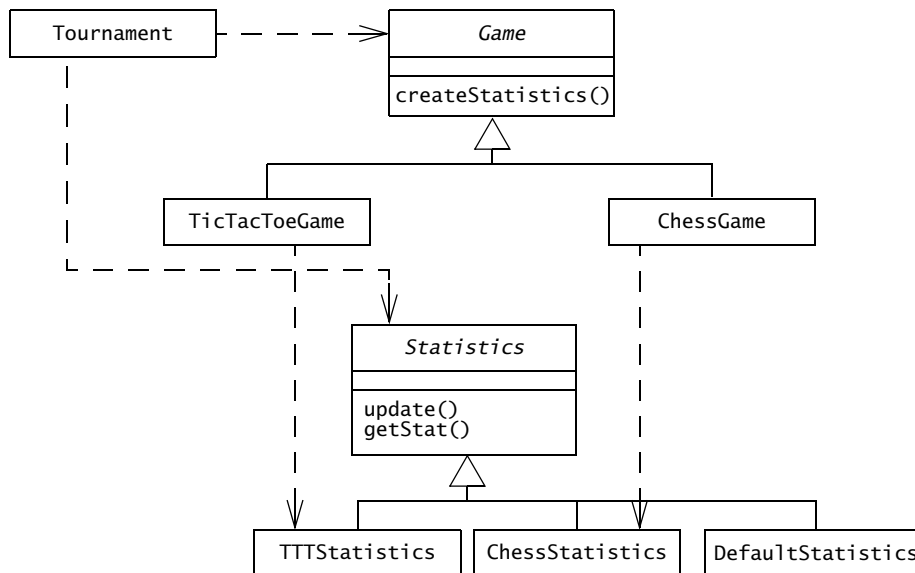 Tournament
Game
createStatistics()
TicTacToeGame
ChessGame
Statistics
update()
getStat()
TTTStatistics
ChessStatistics
DefaultStatistics